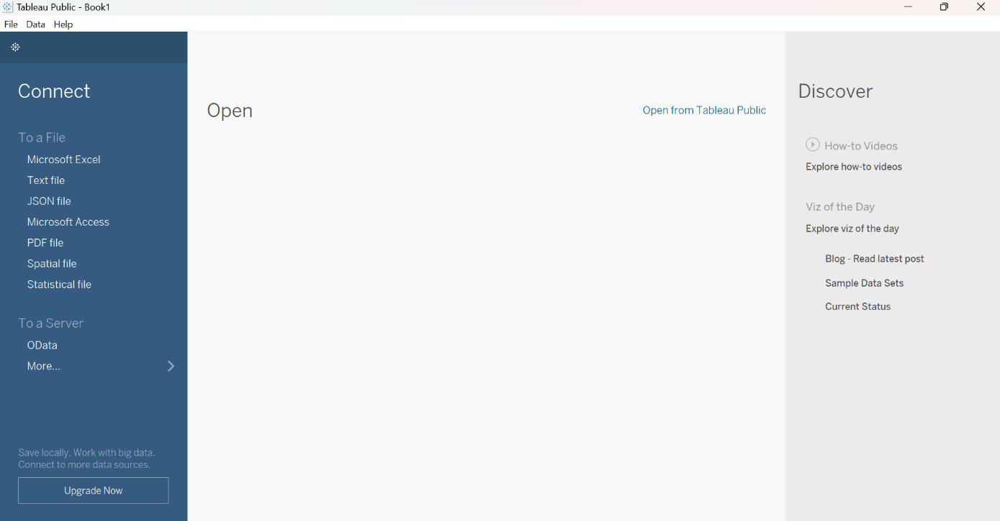 Tableau Public - Book1
File Data Help
Connect
To a File
Microsoft Excel
Text file
JSON file
Microsoft Access
PDF file
Spatial file
Statistical file
To a Server
OData
More...
Save locally. Work with big data.
Connect to more data sources.
Upgrade Now
Open
Open from Tableau Public
Discover
How-to Videos
Explore how-to videos
Viz of the Day
Explore viz of the day
Blog - Read latest post
Sample Data Sets
Current Status